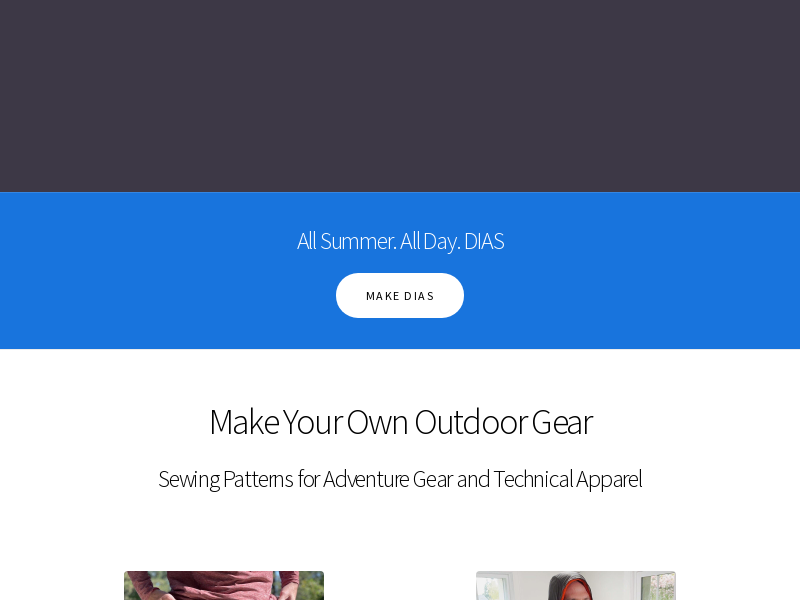 All Summer. All Day. DIAS
MAKE DIAS
Make Your Own Outdoor Gear
Sewing Patterns for Adventure Gear and Technical Apparel